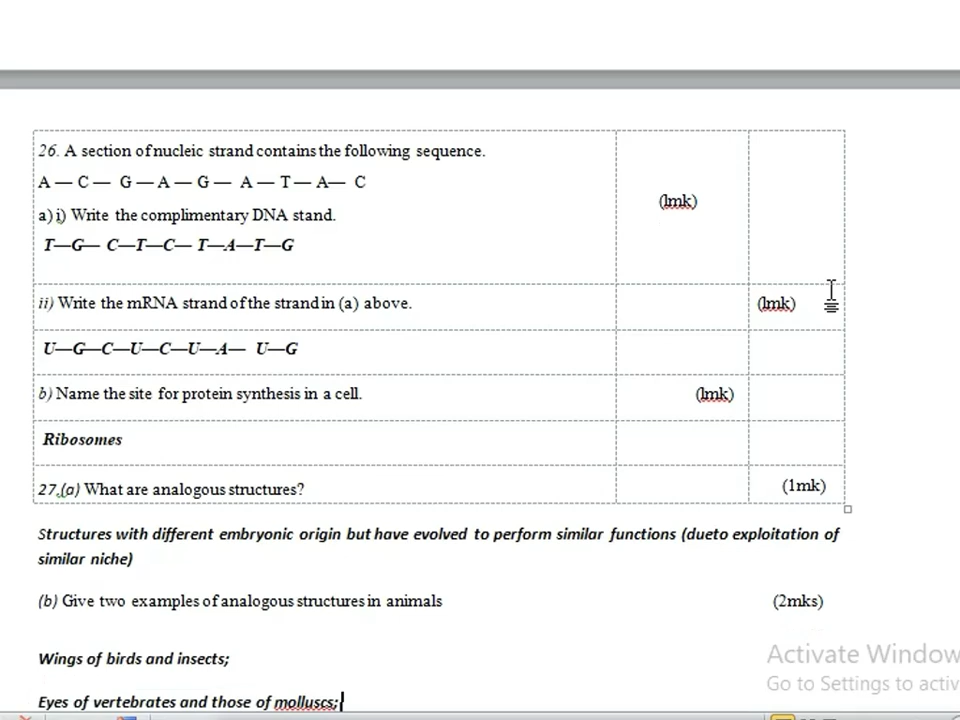 26. A section of nucleic strand contains the following sequence.
A — C — G — A — G — A — T — A — C
(lmk)
a) i) Write the complimentary DNA stand.
T—G— C—T—C— T—A—T—G
ii) Write the mRNA strand of the strand in (a) above. (lmk)
U—G—C—U—C—U—A— U—G
b) Name the site for protein synthesis in a cell. (lmk)
Ribosomes
27.(a) What are analogous structures? (1mk)
Structures with different embryonic origin but have evolved to perform similar functions (dueto exploitation of
similar niche)
(b) Give two examples of analogous structures in animals (2mks)
Wings of birds and insects;
Activate Window
Go to Settings to activ
Eyes of vertebrates and those of molluscs;